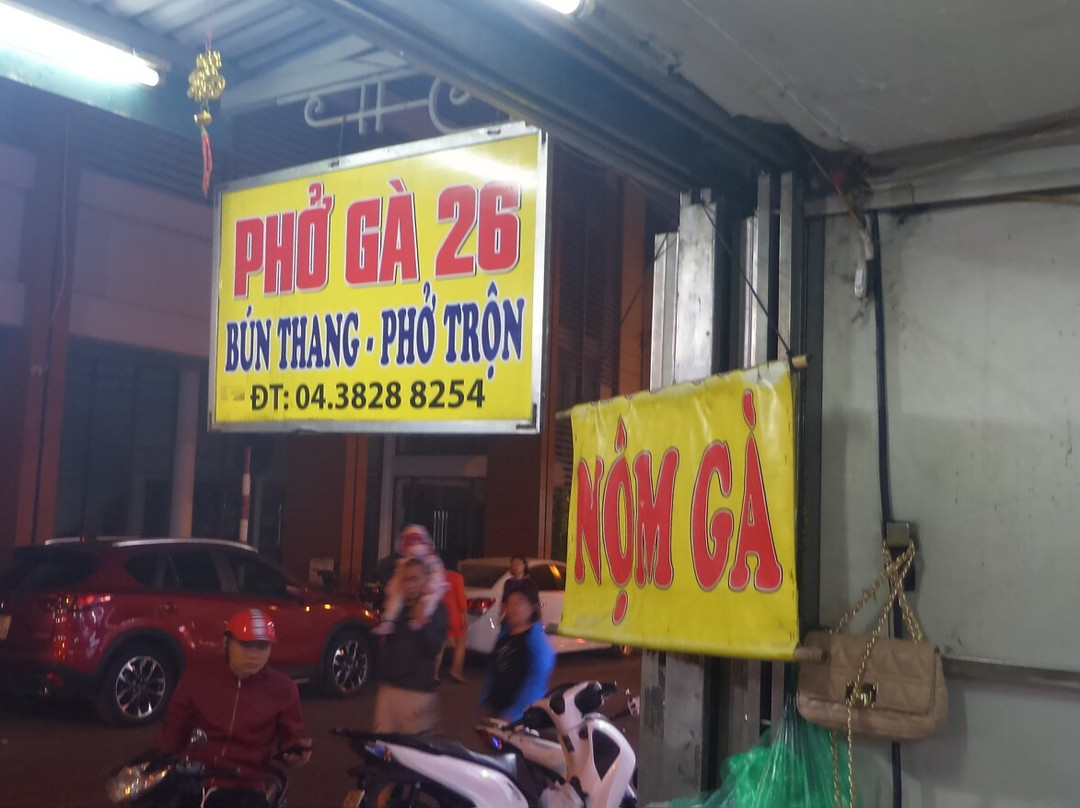 PHỞ GÀ 26
BÚN THANG - PHỞ TRỘN
ĐT: 04.3828 8254
NỘM GÀ